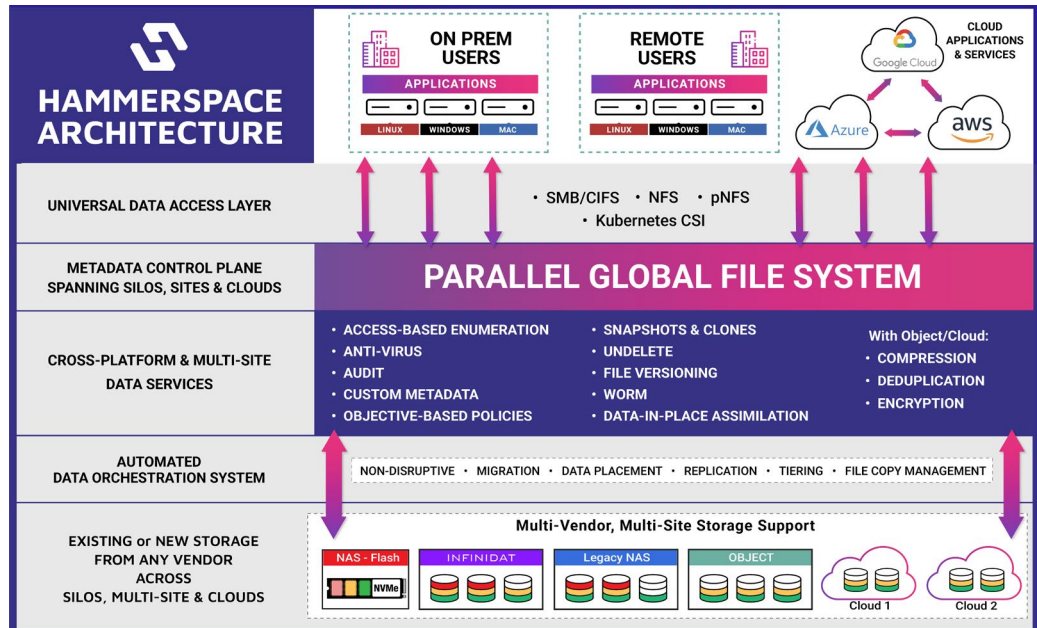 HAMMERSPACE
ARCHITECTURE
ON PREM
USERS
APPLICATIONS
LINUX
WINDOWS
MAC
REMOTE
USERS
APPLICATIONS
LINUX
WINDOWS
MAC
Google Cloud
CLOUD
APPLICATIONS
& SERVICES
Azure
aws
UNIVERSAL DATA ACCESS LAYER
• SMB/CIFS • NFS • pNFS
• Kubernetes CSI
METADATA CONTROL PLANE
SPANNING SILOS, SITES & CLOUDS
PARALLEL GLOBAL FILE SYSTEM
CROSS-PLATFORM & MULTI-SITE
DATA SERVICES
• ACCESS-BASED ENUMERATION
• ANTI-VIRUS
• AUDIT
• CUSTOM METADATA
• OBJECTIVE-BASED POLICIES
• SNAPSHOTS & CLONES
• UNDELETE
• FILE VERSIONING
• WORM
• DATA-IN-PLACE ASSIMILATION
With Object/Cloud:
• COMPRESSION
• DEDUPLICATION
• ENCRYPTION
AUTOMATED
DATA ORCHESTRATION SYSTEM
NON-DISRUPTIVE • MIGRATION • DATA PLACEMENT • REPLICATION • TIERING • FILE COPY MANAGEMENT
EXISTING or NEW STORAGE
FROM ANY VENDOR
ACROSS
SILOS, MULTI-SITE & CLOUDS
Multi-Vendor, Multi-Site Storage Support
NAS - Flash
NVMe
INFINIDAT
Legacy NAS
OBJECT
Cloud 1
Cloud 2